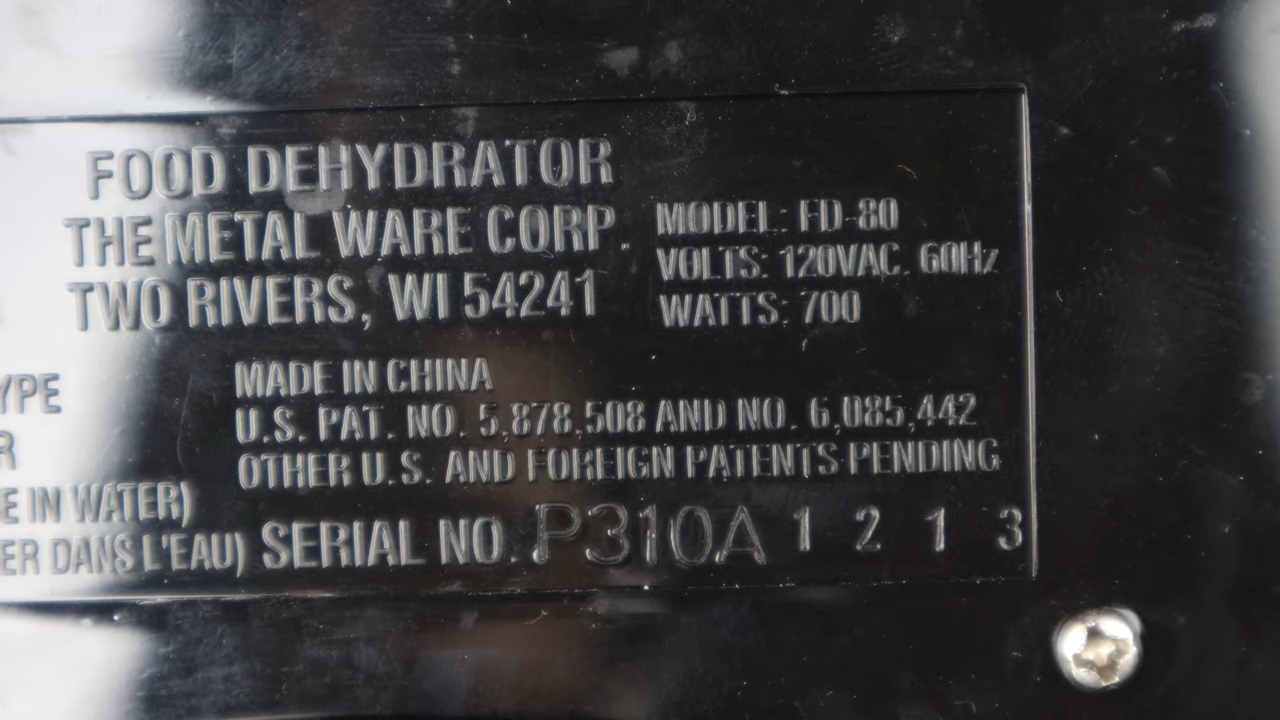 FOOD DEHYDRATOR
THE METAL WARE CORP.
TWO RIVERS, WI 54241
MODEL: FD-80
VOLTS: 120VAC. 60Hz
WATTS: 700
MADE IN CHINA
U.S. PAT. NO. 5,878,508 AND NO. 6,085,442
OTHER U.S. AND FOREIGN PATENTS PENDING
IN WATER)
DANS L'EAU)
SERIAL NO. P310A 1 2 1 3